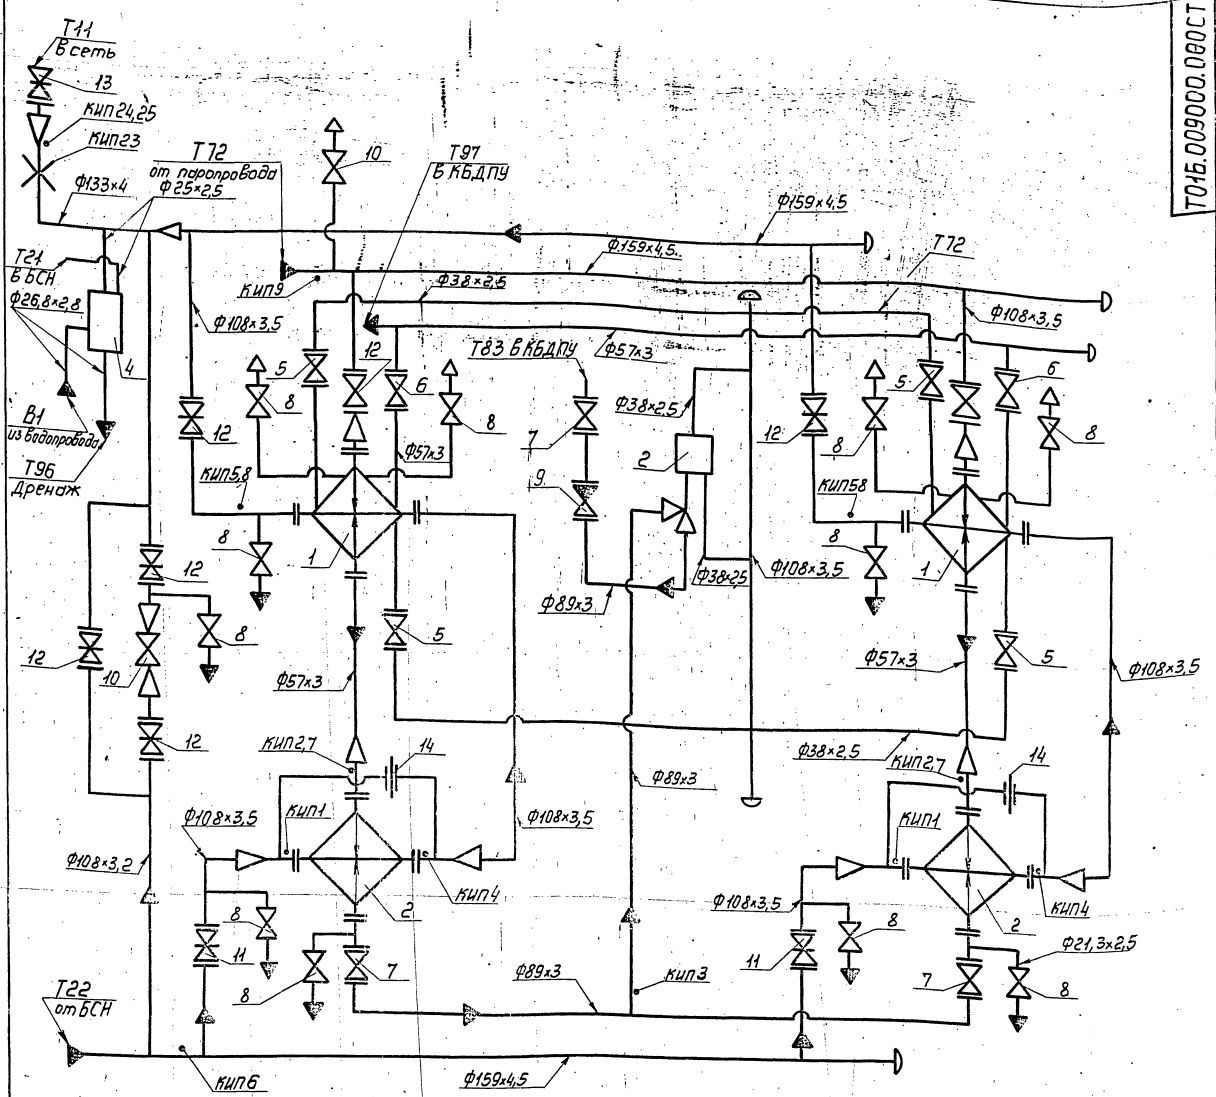 Т11
В сеть
13
КИП24,25
КИП23
Ф133×4
Т72
от паропровода
Ф25×2,5
10
Т97
В КБДПУ
Т01Б.009000.000СТ
Ф159×4,5
Ф159×4,5
Т72
Т21
В БСН
Ф26,8×2,8
КИП9
Ф38×2,5
Ф108×3,5
Ф108×3,5
4
12
Ф57×3
Т83 В КБДПУ
5
6
5
6
8
8
В1
из водопровода
12
Ф38×2,5
7
2
12
8
8
Т96
Дренаж
КИП5,8
Ф57×3
9
КИП58
8
1
8
1
12
Ф38×25
Ф108×3,5
Ф89×3
8
5
12
10
Ф57×3
Ф57×3
5
Ф108×3,5
12
КИП2,7
14
Ф38×2,5
КИП2,7
14
Ф89×3
Ф108×3,5
КИП1
Ф108×3,5
КИП1
Ф108×3,2
КИП4
2
Ф108×3,5
КИП4
2
8
8
11
Ф21,3×2,5
11
8
7
Ф89×3
КИП3
7
8
Т22
от БСН
КИП6
Ф159×4,5